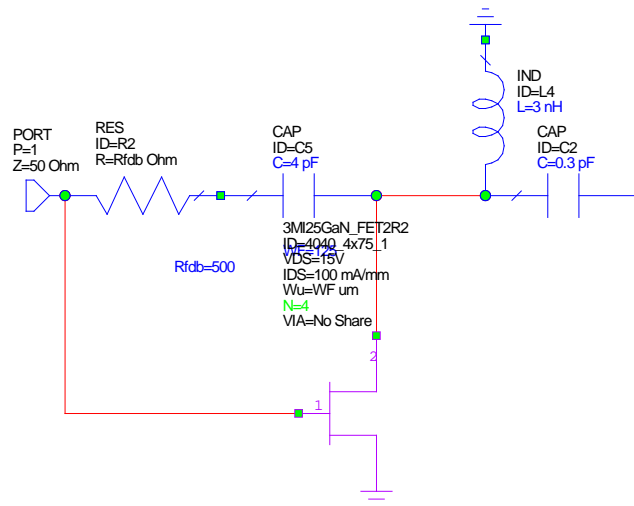 IND
ID=L4
L=3 nH
PORT
P=1
Z=50 Ohm
RES
ID=R2
R=Rfdb Ohm
CAP
ID=C5
C=4 pF
CAP
ID=C2
C=0.3 pF
Rfdb=500
3MI25GaN_FET2R2
ID=4040_4x75_1
WF=125
VDS=15V
IDS=100 mA/mm
Wu=WF um
N=4
VIA=No Share
2
1